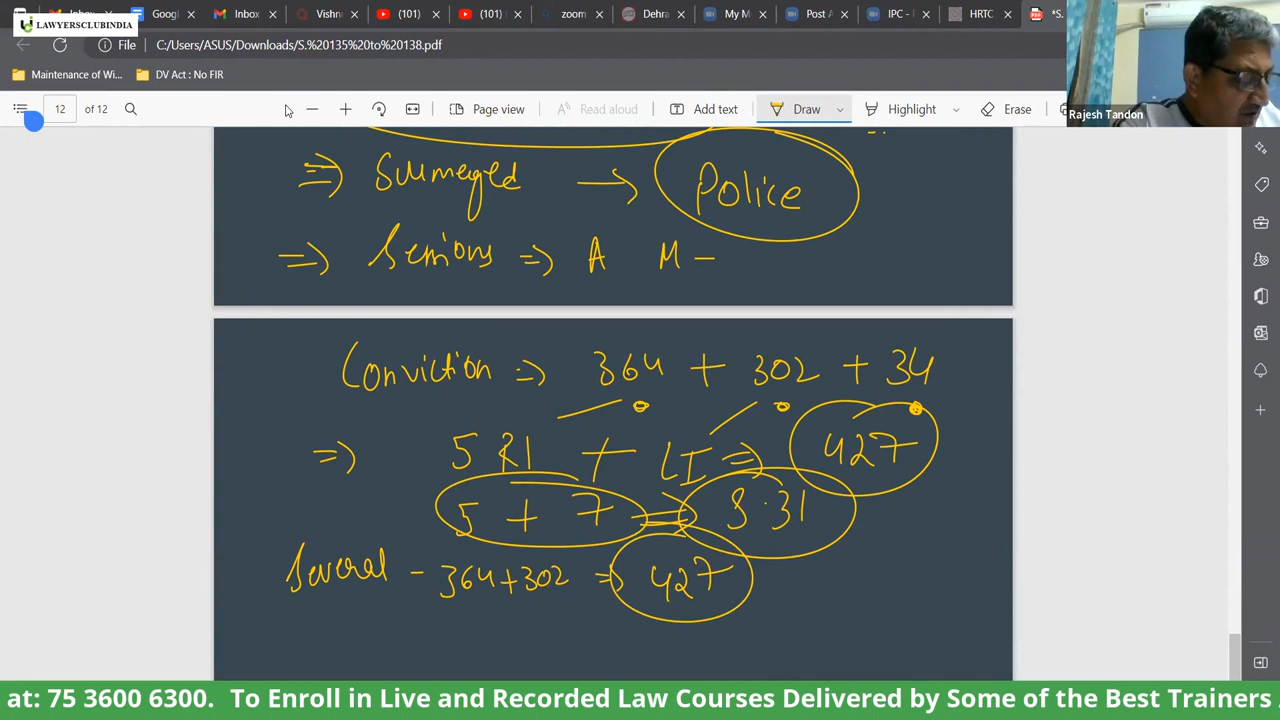 Googl
Inbox
Inbox
Vishn
(101)
(101)
zoom
Dehra
My M
Post
IPC -
HRTC
*S.
LAWYERSCLUBINDIA
File C:/Users/ASUS/Downloads/S.%20135%20to%20138.pdf
Maintenance of Wi... DV Act : No FIR
12 of 12 Page view Read aloud Add text Draw Highlight Erase
Rajesh Tandon
⇒ Submerged → Police
⇒ Serious ⇒ A M -
Conviction ⇒ 364 + 302 + 34
⇒ 5 RI + LI ⇒ 427
5 + 7 = S.31
Several - 364+302 ⇒ 427
at: 75 3600 6300. To Enroll in Live and Recorded Law Courses Delivered by Some of the Best Trainers